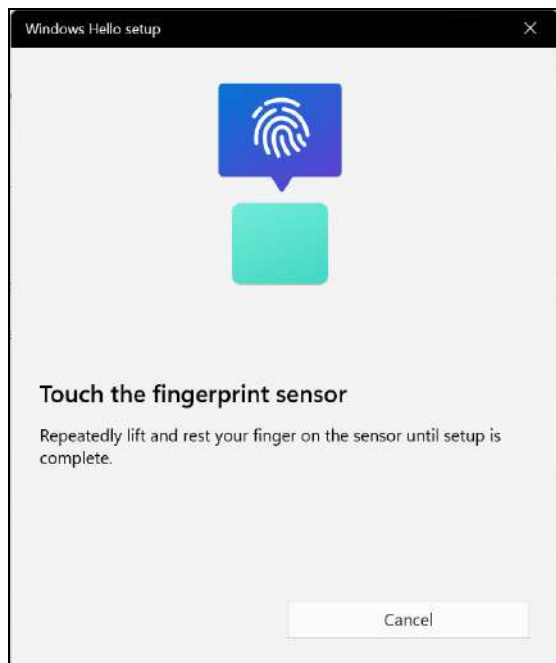 Windows Hello setup
Touch the fingerprint sensor
Repeatedly lift and rest your finger on the sensor until setup is
complete.
Cancel